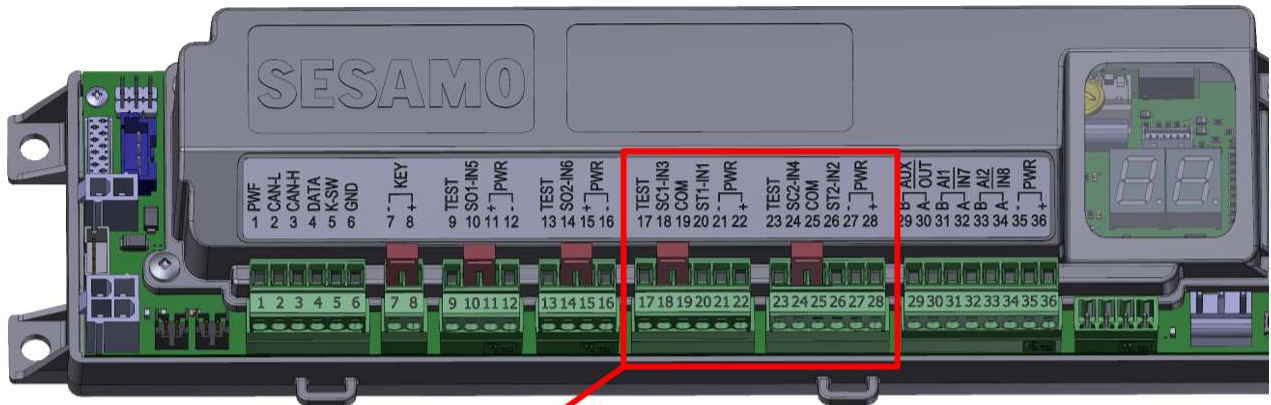 SESAMO
PWF
CAN-L
CAN-H
DATA
K-SW
GND
1 2 3 4 5 6
- KEY
+
7 8
TEST
SO1-IN5
+ PWR
-
9 10 11 12
TEST
SO2-IN6
+ PWR
-
13 14 15 16
TEST
SC1-IN3
COM
ST1-IN1
- PWR
+
17 18 19 20 21 22
TEST
SC2-IN4
COM
ST2-IN2
- PWR
+
23 24 25 26 27 28
B AUX
A OUT
B AI1
A IN7
B AI2
A IN8
- PWR
+
29 30 31 32 33 34 35 36
1 2 3 4 5 6
7 8
9 10 11 12
13 14 15 16
17 18 19 20 21 22
23 24 25 26 27 28
29 30 31 32 33 34 35 36